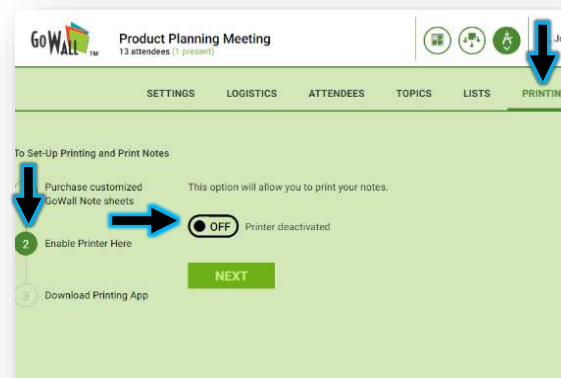 GoWALL TM
Product Planning Meeting
13 attendees (1 present)
SETTINGS LOGISTICS ATTENDEES TOPICS LISTS
To Set-Up Printing and Print Notes
Purchase customized
GoWall Note sheets
This option will allow you to print your notes.
OFF Printer deactivated
2 Enable Printer Here
NEXT
3 Download Printing App